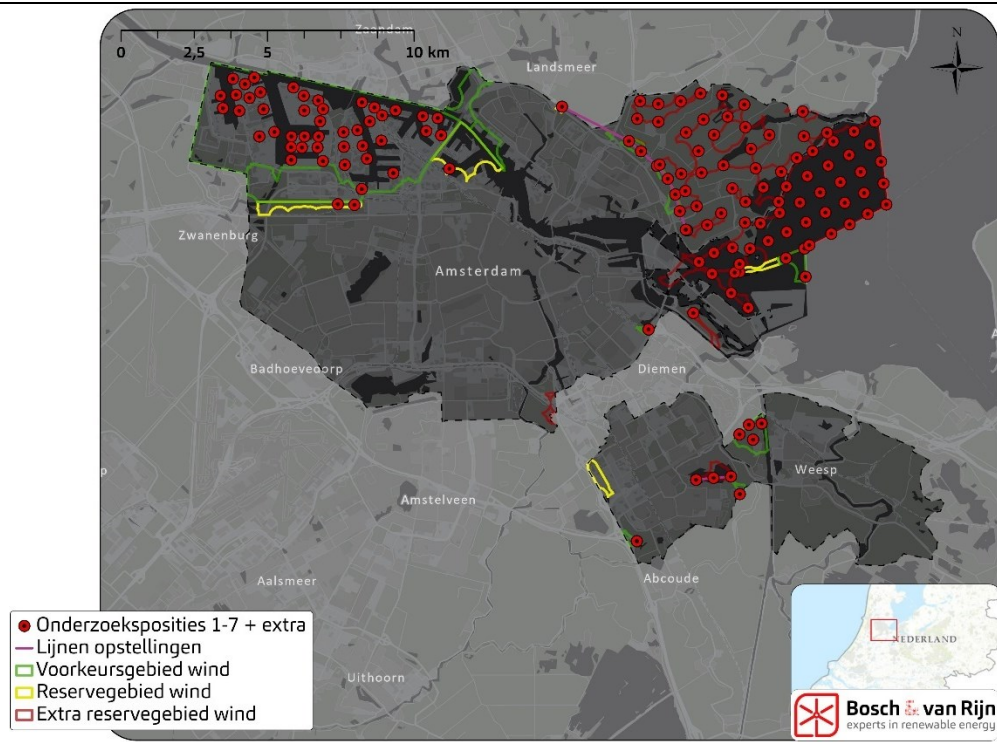 Zaandam
0 2,5 5 10 km
N
Landsmeer
Zwanenburg
Amsterdam
Badhoevedorp
Diemen
Weesp
Amstelveen
Abcoude
Aalsmeer
Uithoorn
Onderzoeksposities 1-7 + extra
Lijnen opstellingen
Voorkeursgebied wind
Reservegebied wind
Extra reservegebied wind
NEDERLAND
Bosch & van Rijn
experts in renewable energy